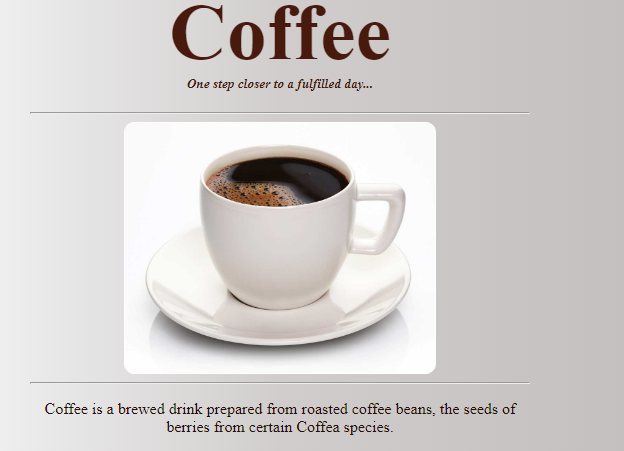 Coffee
One step closer to a fulfilled day...
Coffee is a brewed drink prepared from roasted coffee beans, the seeds of
berries from certain Coffea species.